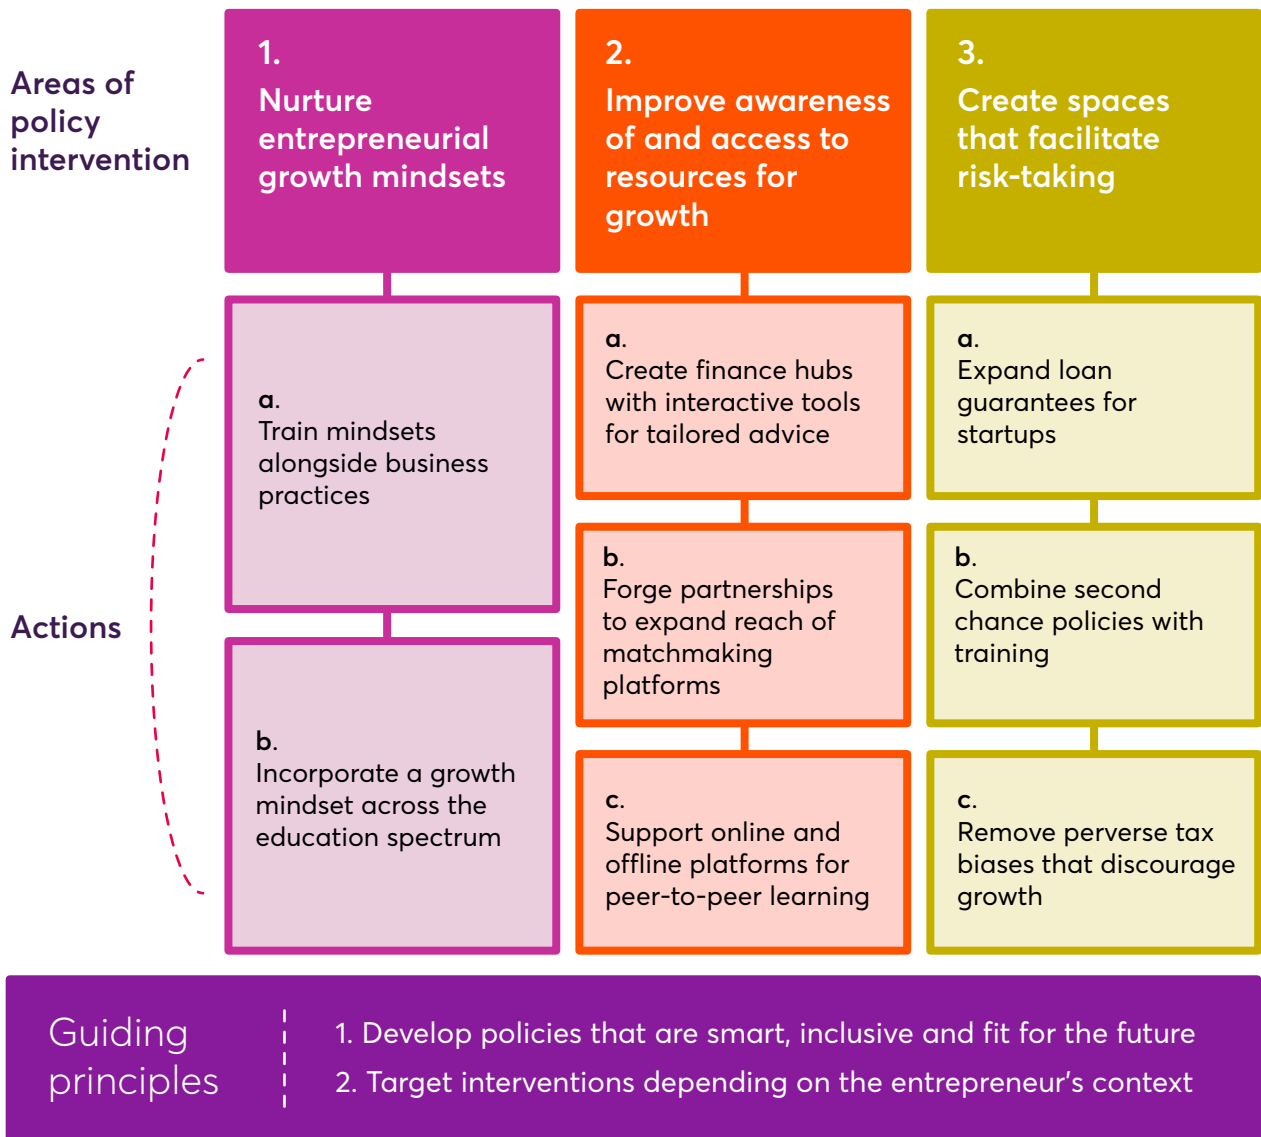 Areas of
policy
intervention
1.
Nurture
entrepreneurial
growth mindsets
2.
Improve awareness
of and access to
resources for
growth
3.
Create spaces
that facilitate
risk-taking
Actions
a.
Train mindsets
alongside business
practices
b.
Incorporate a growth
mindset across the
education spectrum
a.
Create finance hubs
with interactive tools
for tailored advice
b.
Forge partnerships
to expand reach of
matchmaking
platforms
c.
Support online and
offline platforms for
peer-to-peer learning
a.
Expand loan
guarantees for
startups
b.
Combine second
chance policies with
training
c.
Remove perverse tax
biases that discourage
growth
Guiding
principles
1. Develop policies that are smart, inclusive and fit for the future
2. Target interventions depending on the entrepreneur's context